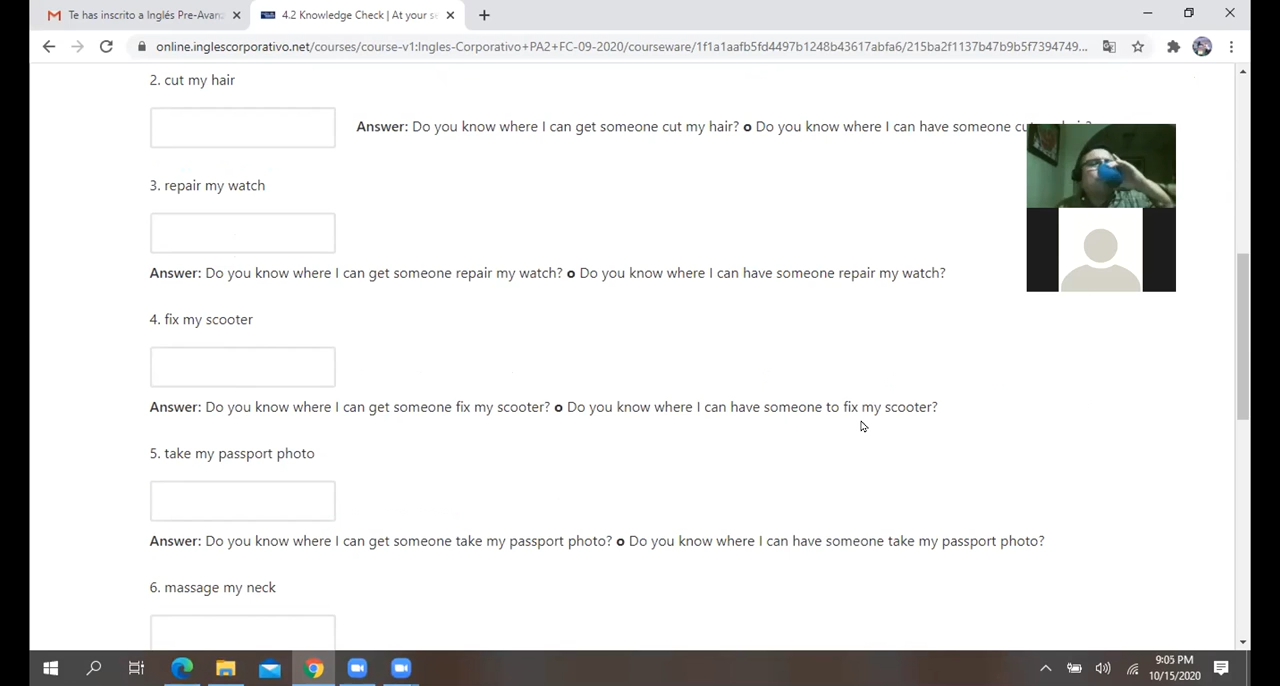 Te has inscrito a Inglés Pre-Avan
4.2 Knowledge Check | At your se
online.inglescorporativo.net/courses/course-v1:Ingles-Corporativo+PA2+FC-09-2020/courseware/1f1a1aafb5fd4497b1248b43617abfa6/215ba2f1137b47b9b5f7394749...
2. cut my hair
Answer: Do you know where I can get someone cut my hair? o Do you know where I can have someone
3. repair my watch
Answer: Do you know where I can get someone repair my watch? o Do you know where I can have someone repair my watch?
4. fix my scooter
Answer: Do you know where I can get someone fix my scooter? o Do you know where I can have someone to fix my scooter?
5. take my passport photo
Answer: Do you know where I can get someone take my passport photo? o Do you know where I can have someone take my passport photo?
6. massage my neck
9:05 PM
10/15/2020